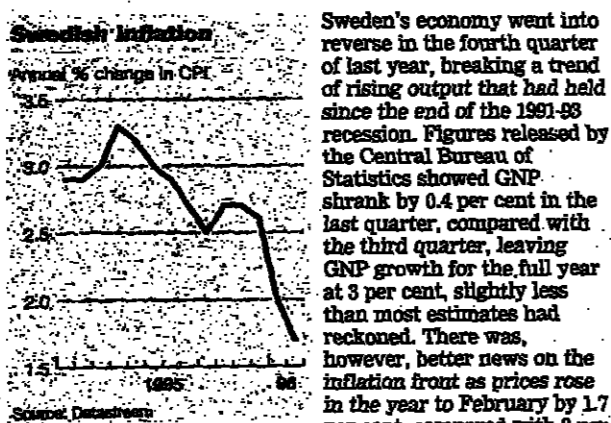 Swedish Inflation
Annual % change in CPI
3.5
3.0
2.5
2.0
1.5
1995
96
Source: Datastream
Sweden's economy went into
reverse in the fourth quarter
of last year, breaking a trend
of rising output that had held
since the end of the 1991-93
recession. Figures released by
the Central Bureau of
Statistics showed GNP
shrank by 0.4 per cent in the
last quarter, compared with
the third quarter, leaving
GNP growth for the full year
at 3 per cent, slightly less
than most estimates had
reckoned. There was,
however, better news on the
inflation front as prices rose
in the year to February by 1.7